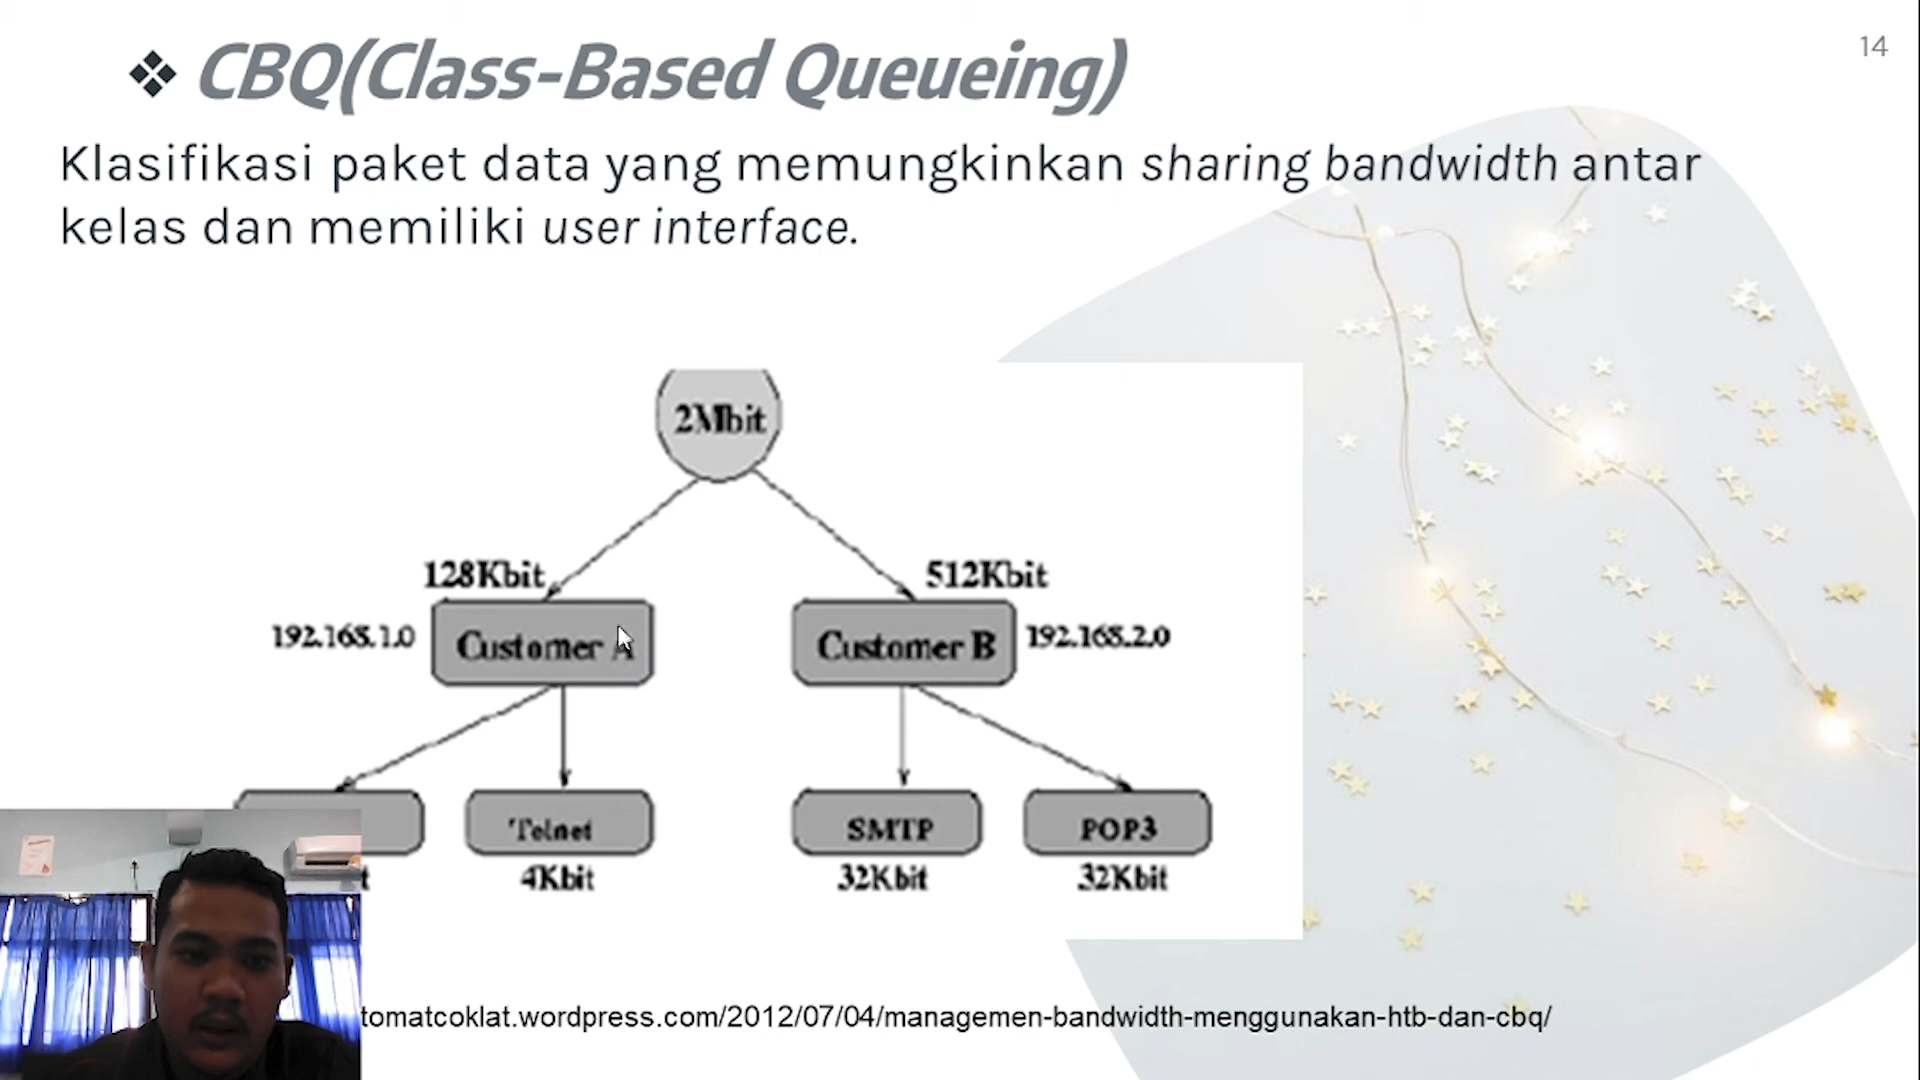 14
CBQ(Class-Based Queueing)
Klasifikasi paket data yang memungkinkan sharing bandwidth antar
kelas dan memiliki user interface.
2Mbit
128Kbit
512Kbit
192.168.1.0
Customer A
Customer B
192.168.2.0
Telnet
SMTP
POP3
4Kbit
32Kbit
32Kbit
tomatcoklat.wordpress.com/2012/07/04/managemen-bandwidth-menggunakan-htb-dan-cbq/